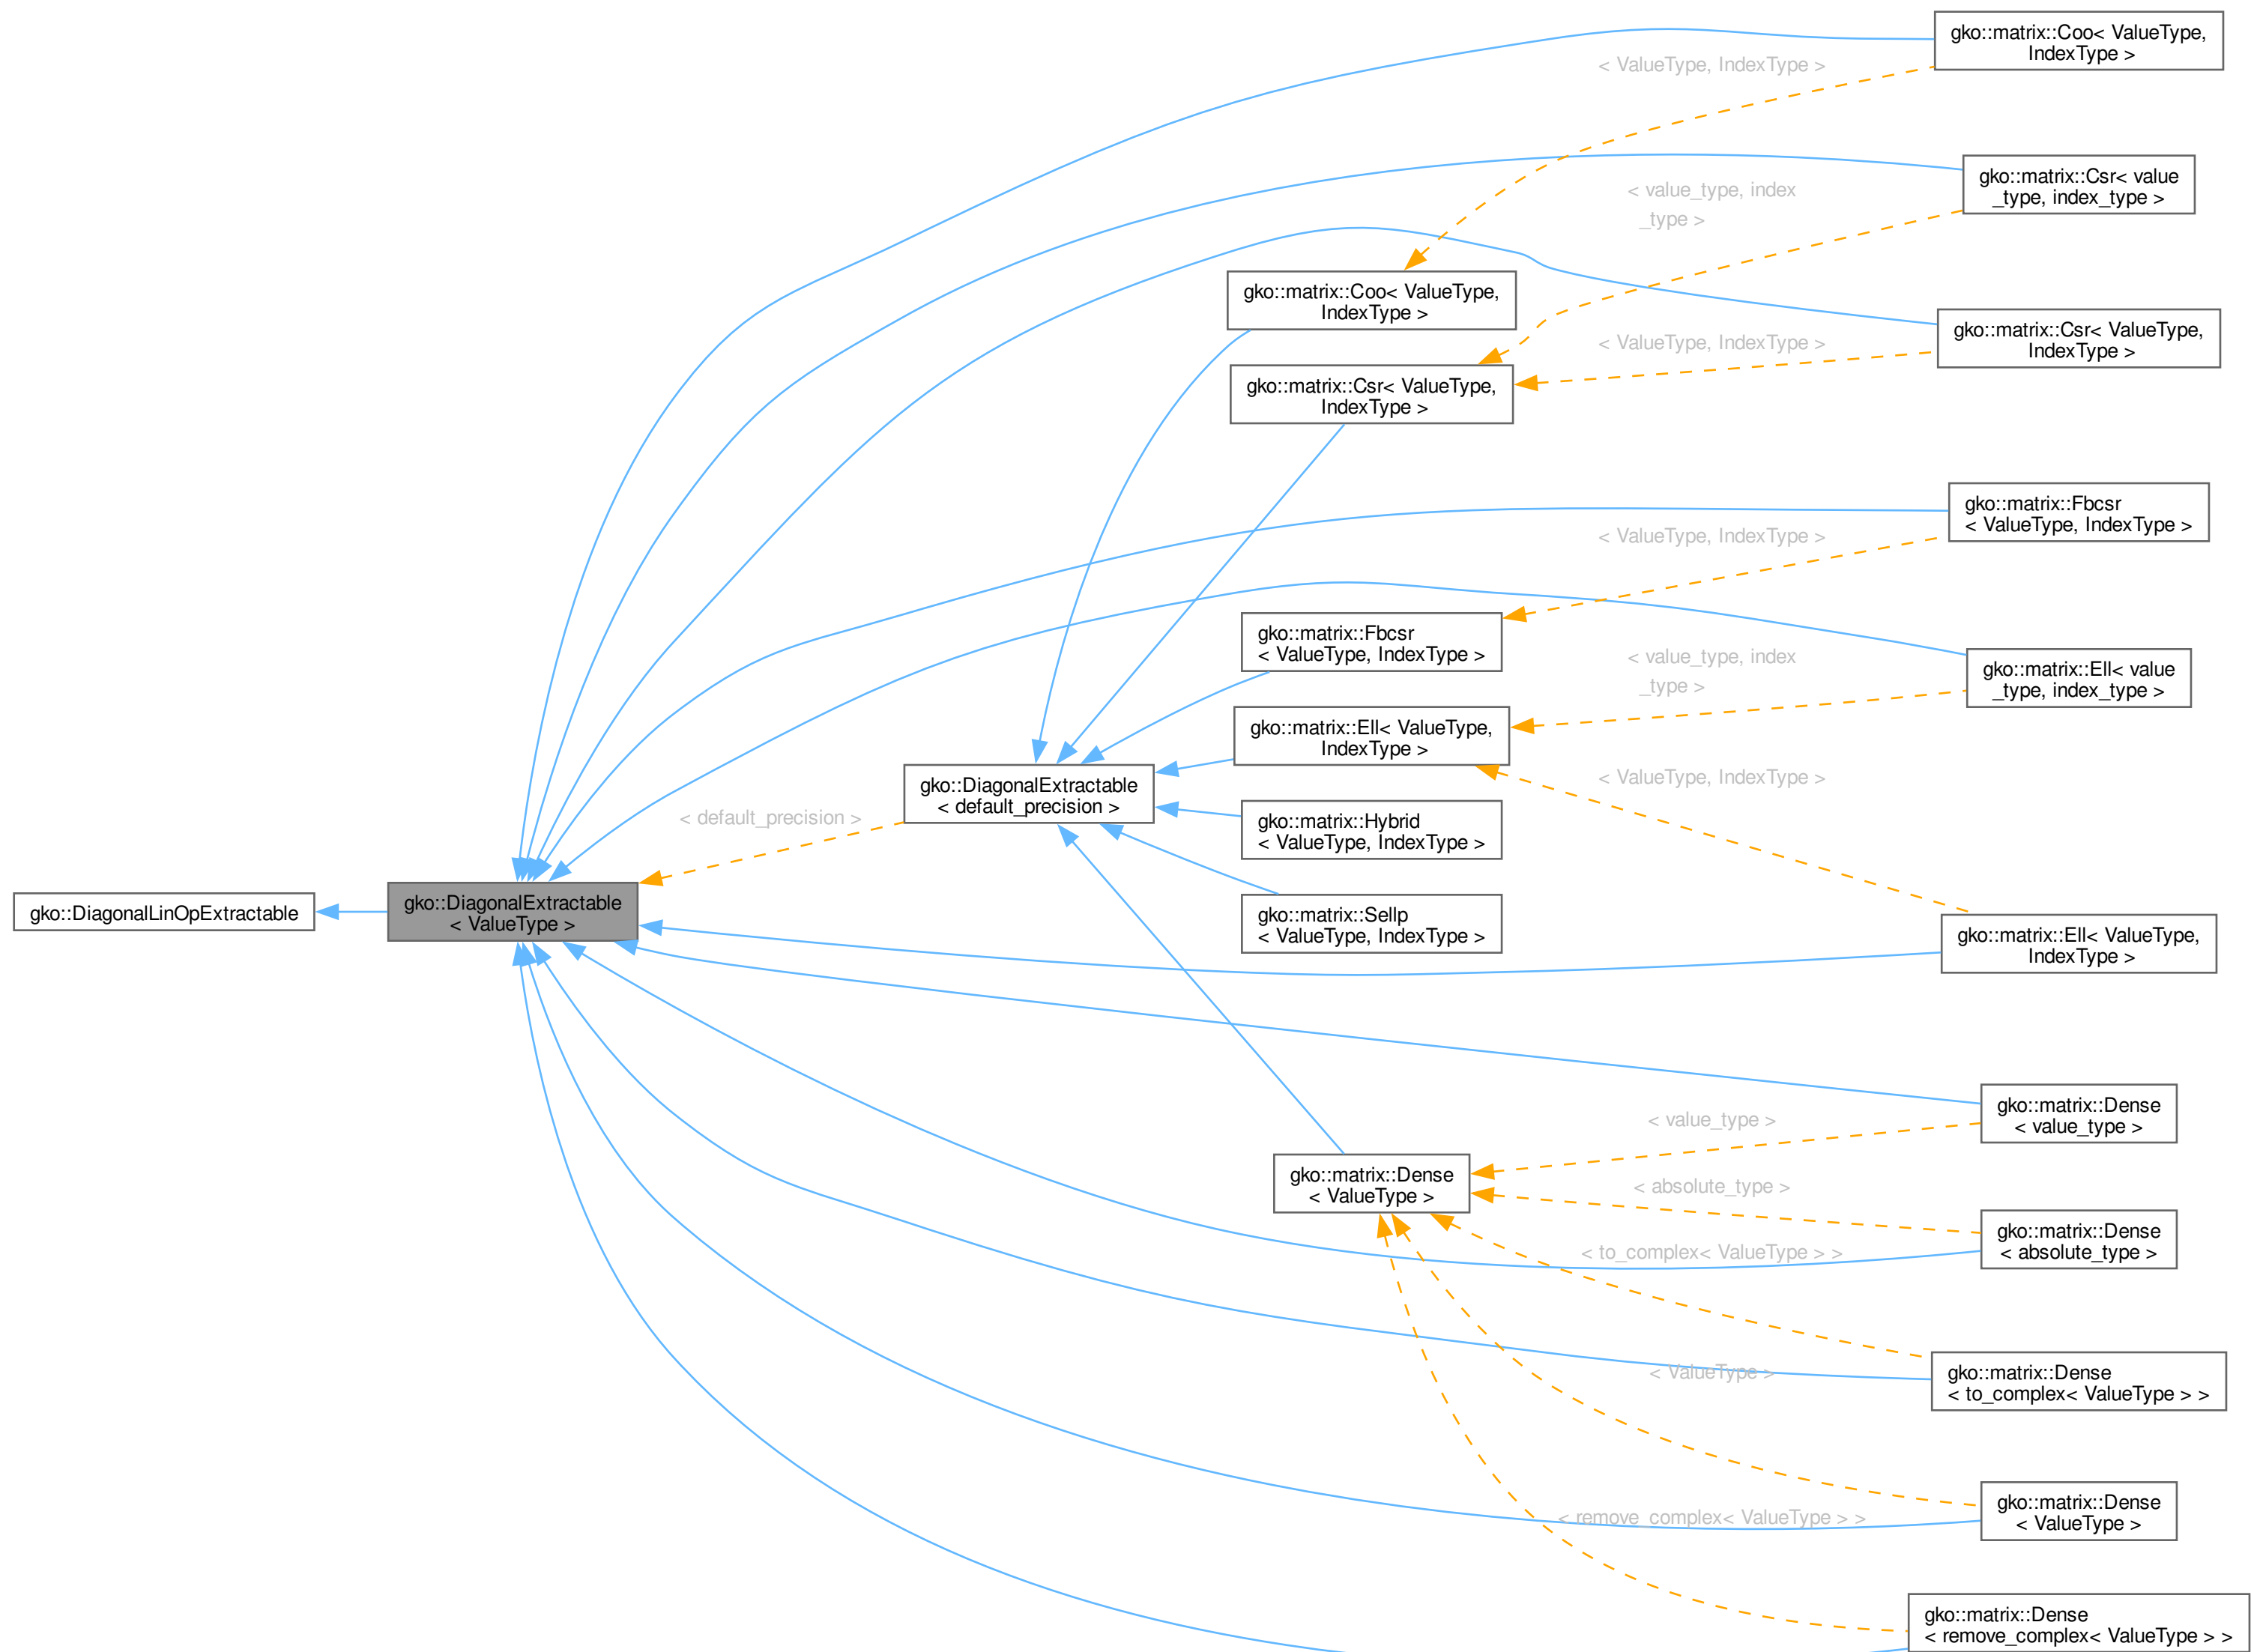 gko::matrix::Coo< ValueType,
IndexType >
< ValueType, IndexType >
gko::matrix::Csr< value
_type, index_type >
< value_type, index
_type >
gko::matrix::Coo< ValueType,
IndexType >
gko::matrix::Csr< ValueType,
IndexType >
< ValueType, IndexType >
gko::matrix::Csr< ValueType,
IndexType >
gko::matrix::Fbcsr
< ValueType, IndexType >
< ValueType, IndexType >
gko::matrix::Fbcsr
< ValueType, IndexType >
< value_type, index
_type >
gko::matrix::Ell< value
_type, index_type >
gko::matrix::Ell< ValueType,
IndexType >
< ValueType, IndexType >
gko::DiagonalExtractable
< default_precision >
< default_precision >
gko::matrix::Hybrid
< ValueType, IndexType >
gko::DiagonalLinOpExtractable
gko::DiagonalExtractable
< ValueType >
gko::matrix::Sellp
< ValueType, IndexType >
gko::matrix::Ell< ValueType,
IndexType >
gko::matrix::Dense
< value_type >
< value_type >
gko::matrix::Dense
< ValueType >
< absolute_type >
gko::matrix::Dense
< absolute_type >
< to_complex< ValueType > >
gko::matrix::Dense
< to_complex< ValueType > >
< ValueType >
gko::matrix::Dense
< ValueType >
< remove_complex< ValueType > >
gko::matrix::Dense
< remove_complex< ValueType > >